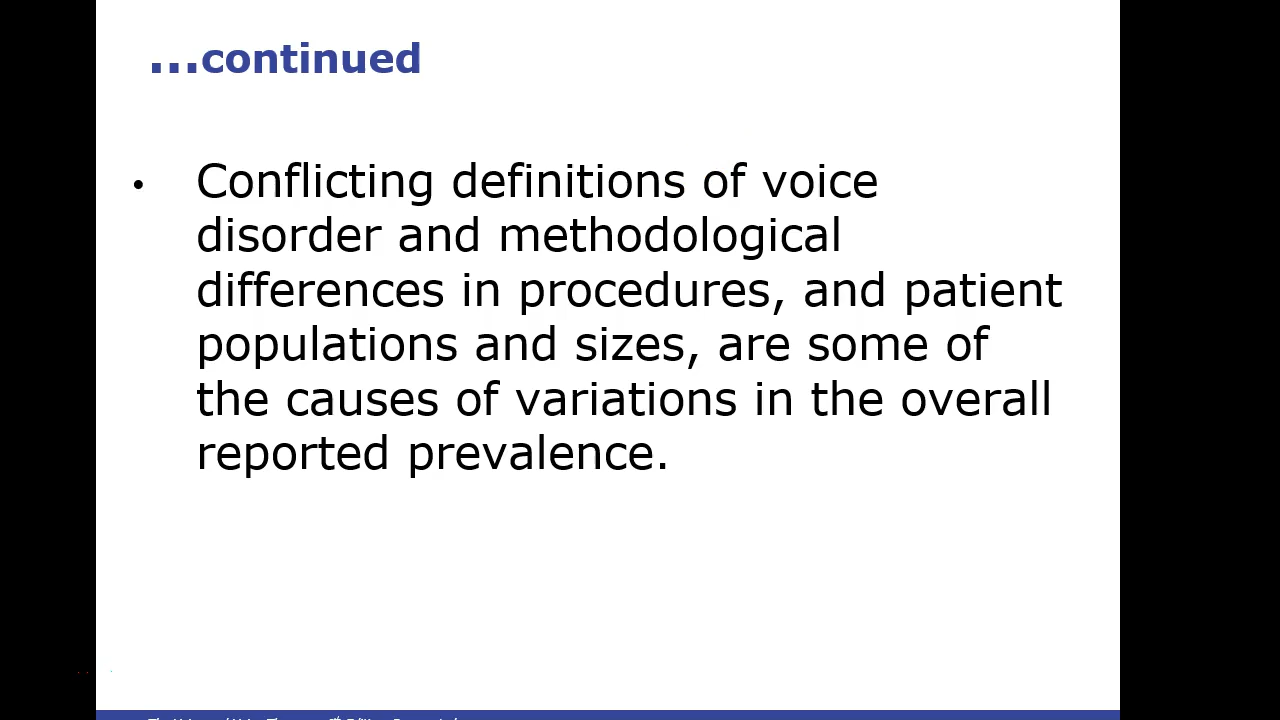 ...continued
• Conflicting definitions of voice
disorder and methodological
differences in procedures, and patient
populations and sizes, are some of
the causes of variations in the overall
reported prevalence.